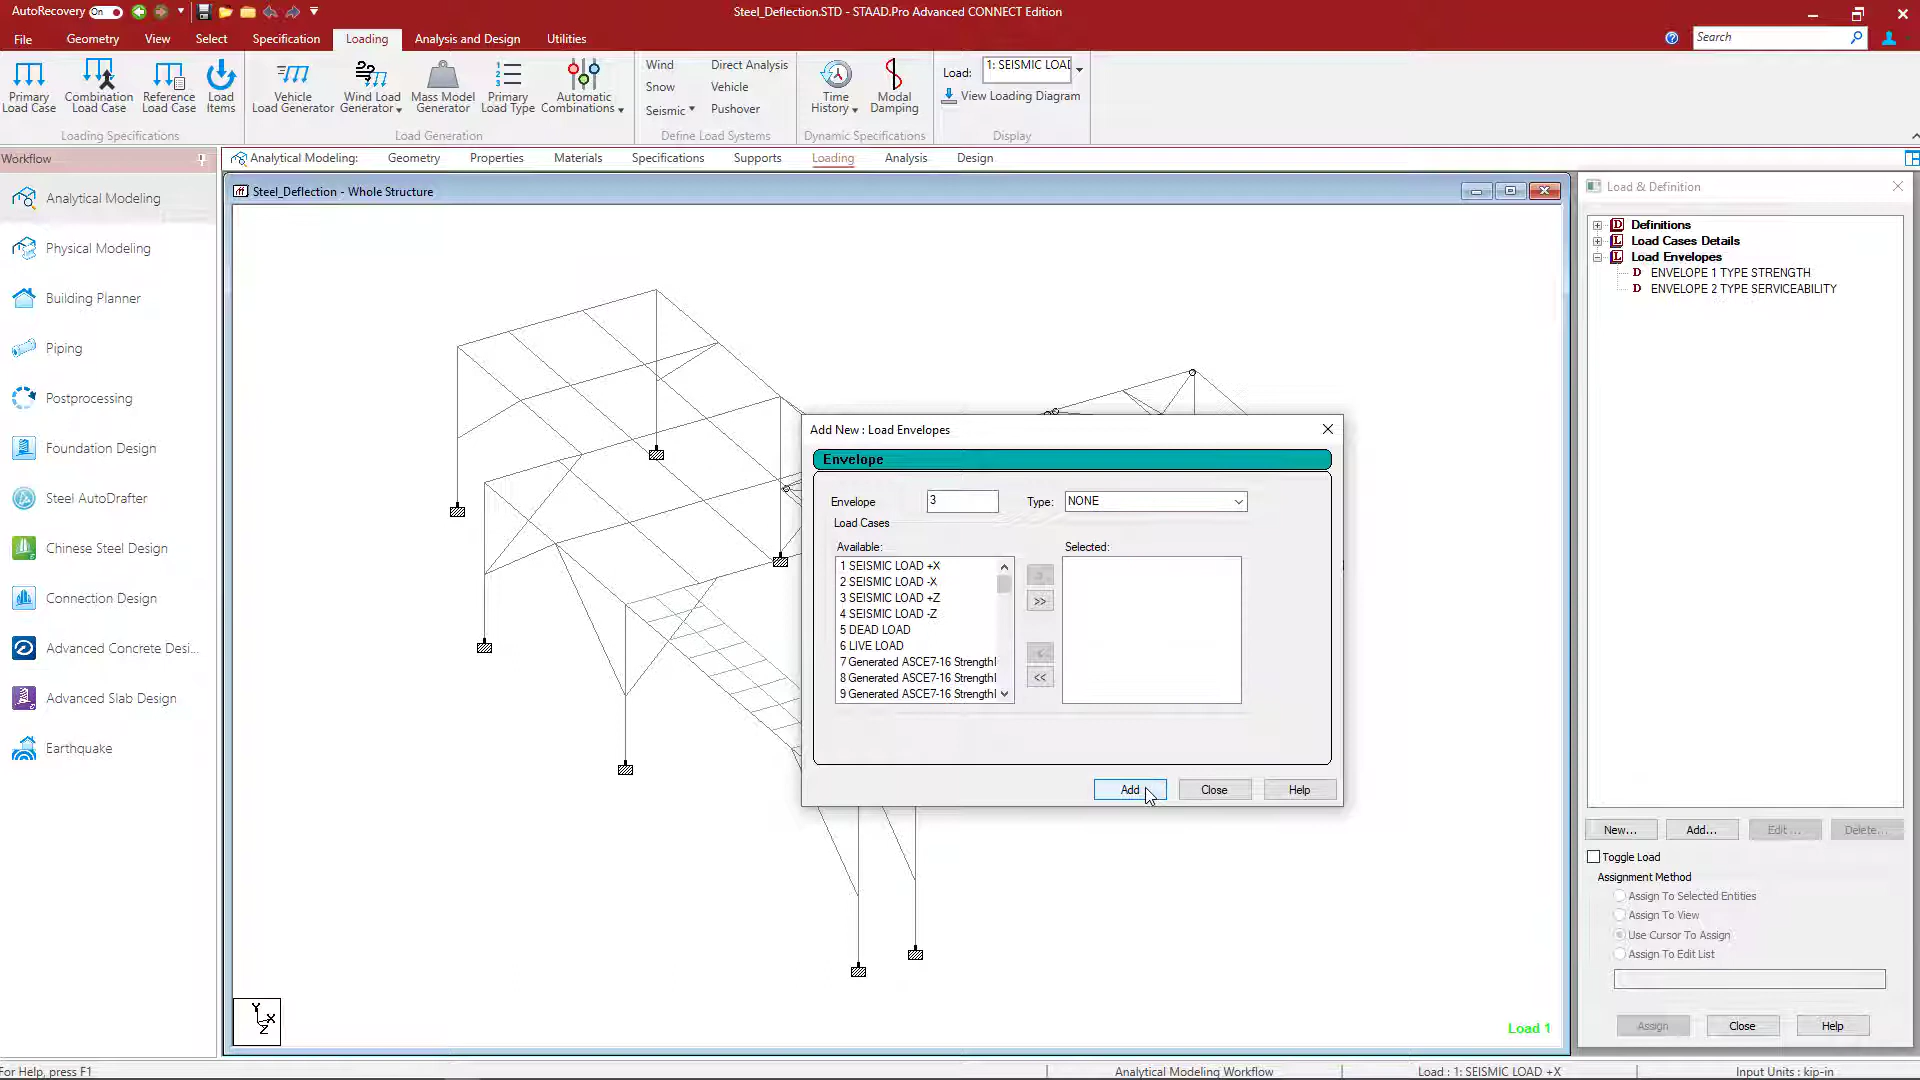 AutoRecovery On
Steel_Deflection.STD - STAAD.Pro Advanced CONNECT Edition
File
Geometry
View
Select
Specification
Loading
Analysis and Design
Utilities
Search
Primary
Load Case
Combination
Load Case
Reference
Load Case
Load
Items
Loading Specifications
Vehicle
Load Generator
Wind Load
Generator
Mass Model
Generator
Primary
Load Type
Automatic
Combinations
Load Generation
Wind
Snow
Seismic
Direct Analysis
Vehicle
Pushover
Define Load Systems
Time
History
Modal
Damping
Dynamic Specifications
Load: 1: SEISMIC LOAD
View Loading Diagram
Display
Workflow
Analytical Modeling:
Geometry
Properties
Materials
Specifications
Supports
Loading
Analysis
Design
Analytical Modeling
Physical Modeling
Building Planner
Piping
Postprocessing
Foundation Design
Steel AutoDrafter
Chinese Steel Design
Connection Design
Advanced Concrete Desi...
Advanced Slab Design
Earthquake
Steel_Deflection - Whole Structure
Y
X
Z
Load 1
Add New : Load Envelopes
Envelope
Envelope 3
Type: NONE
Load Cases
Available:
1 SEISMIC LOAD +X
2 SEISMIC LOAD -X
3 SEISMIC LOAD +Z
4 SEISMIC LOAD -Z
5 DEAD LOAD
6 LIVE LOAD
7 Generated ASCE7-16 Strength
8 Generated ASCE7-16 Strength
9 Generated ASCE7-16 Strength
>
>>
<
<<
Selected:
Add
Close
Help
Load & Definition
D Definitions
L Load Cases Details
L Load Envelopes
D ENVELOPE 1 TYPE STRENGTH
D ENVELOPE 2 TYPE SERVICEABILITY
New...
Add...
Edit ...
Delete...
Toggle Load
Assignment Method
Assign To Selected Entities
Assign To View
Use Cursor To Assign
Assign To Edit List
Assign
Close
Help
For Help, press F1
Analytical Modeling Workflow
Load : 1: SEISMIC LOAD +X
Input Units : kip-in